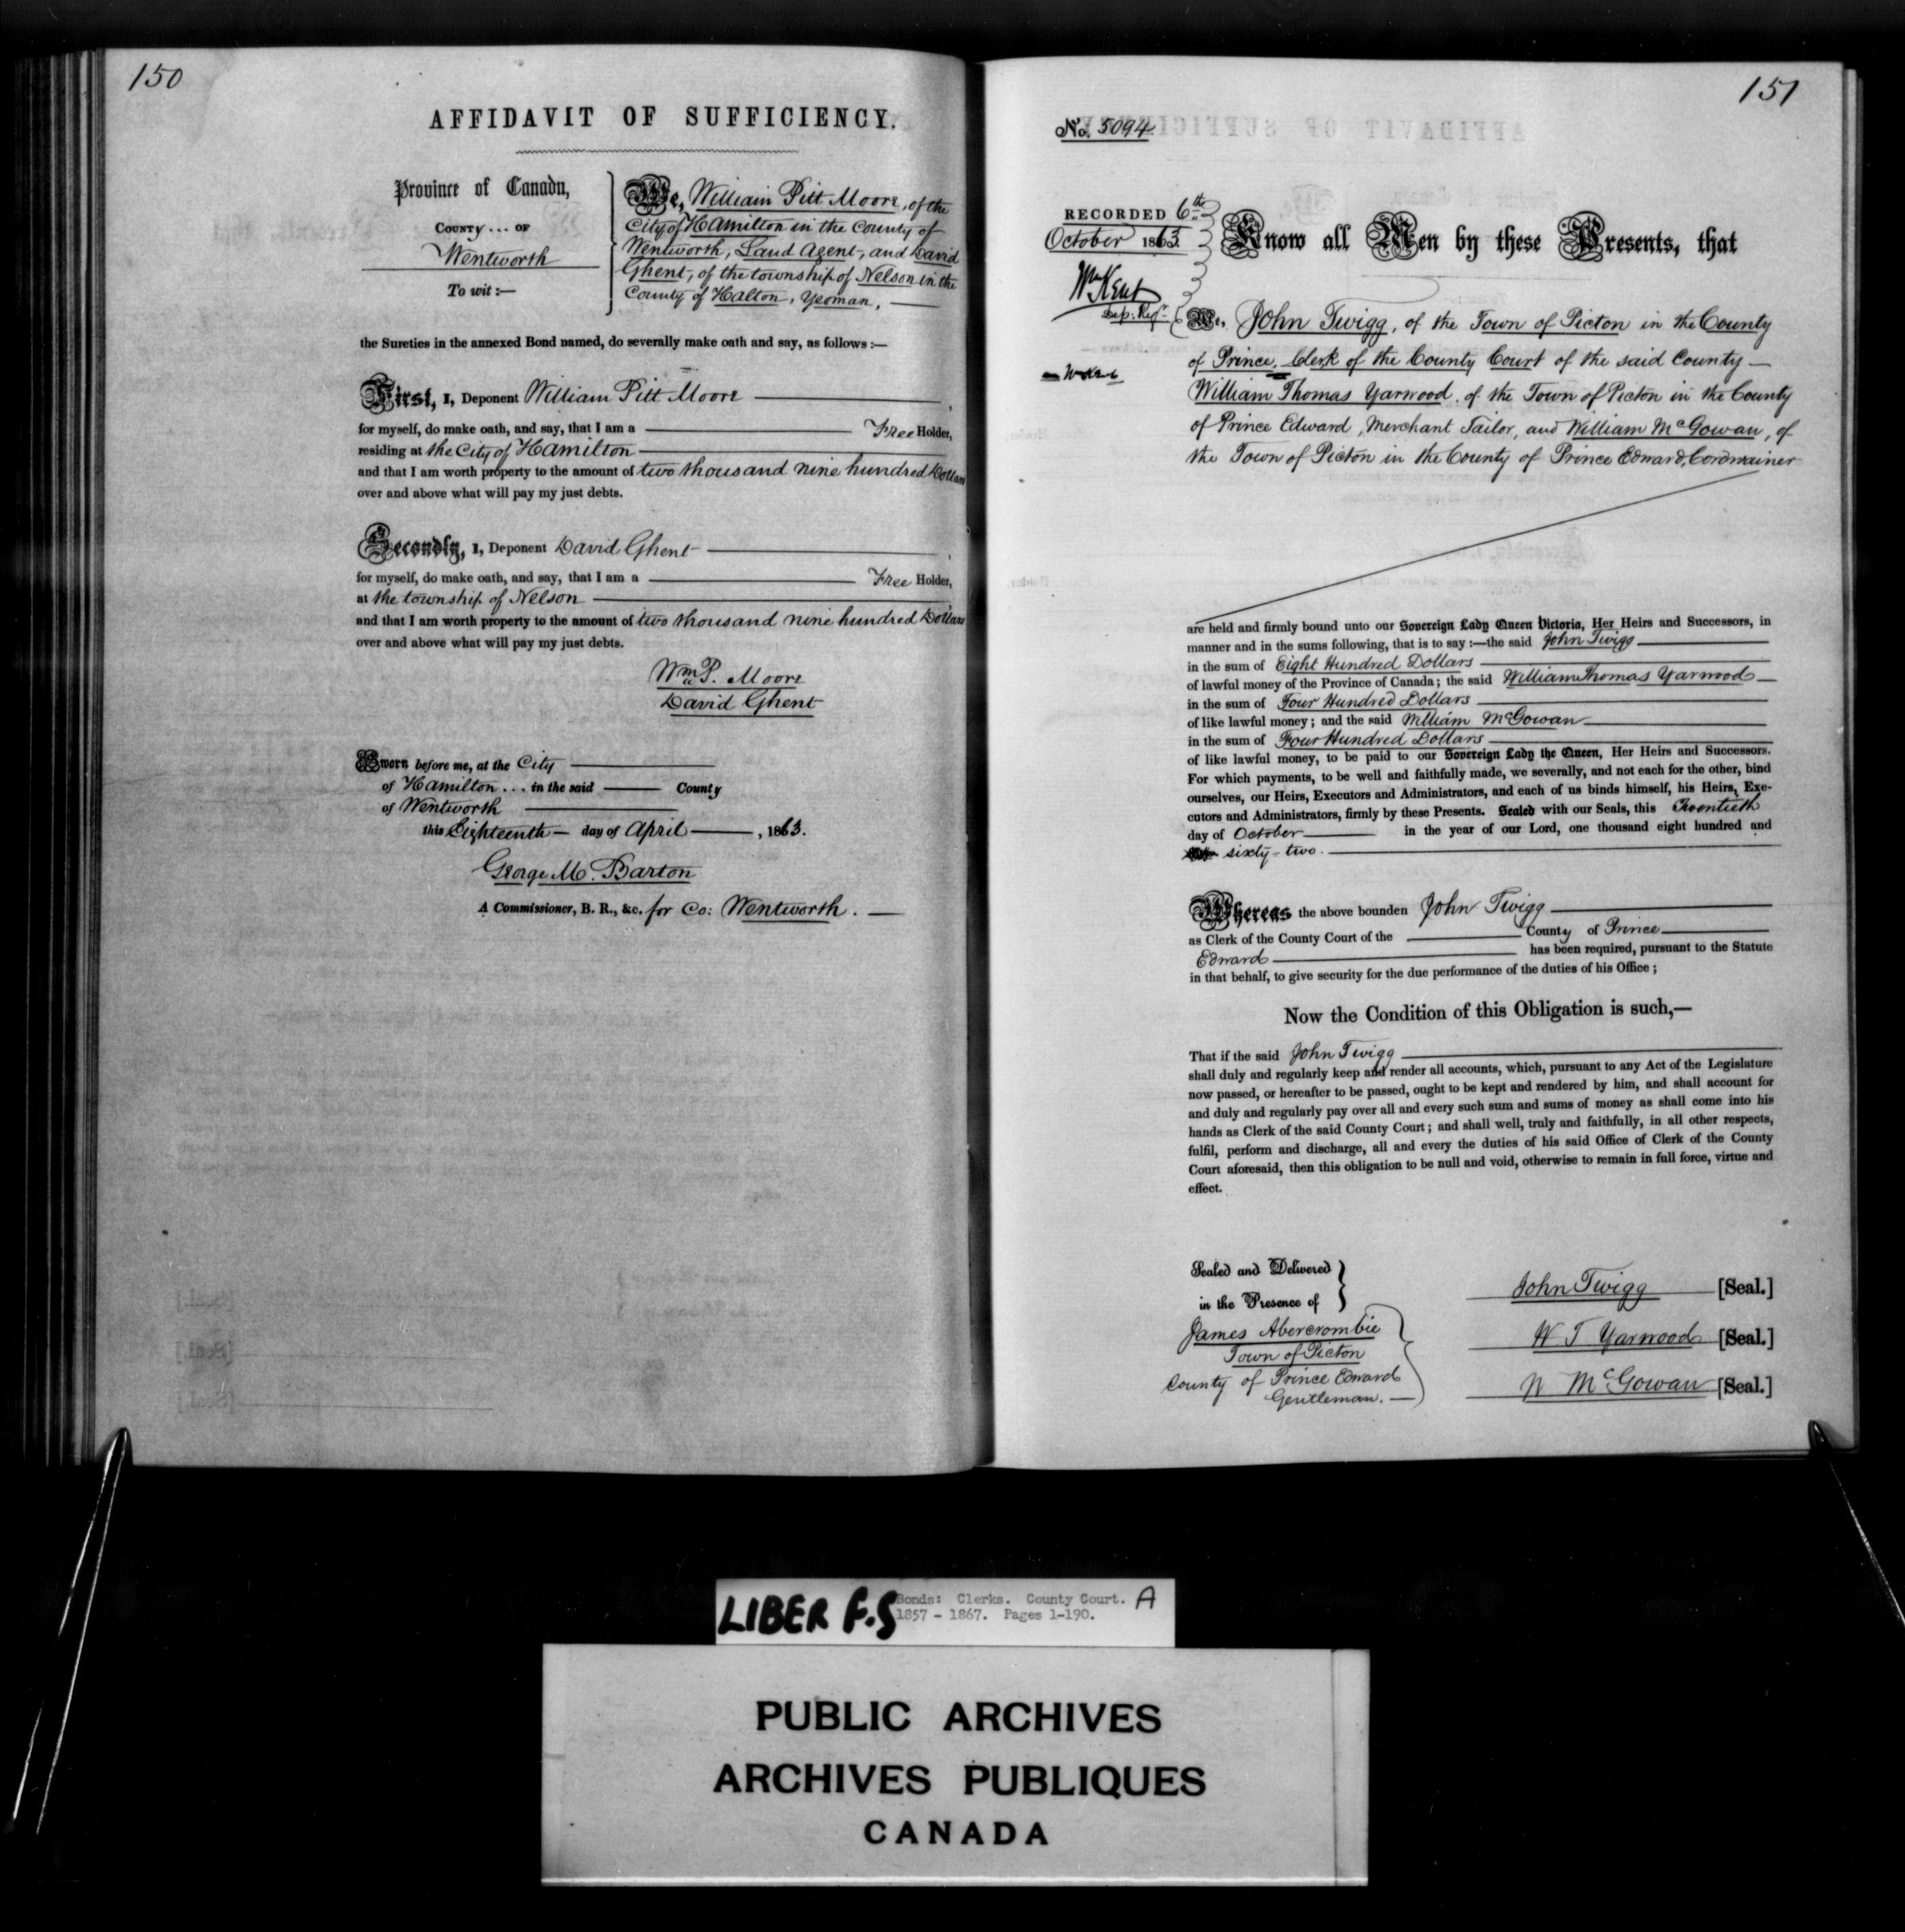 150
AFFIDAVIT OF SUFFICIENCY.
Province of Canada,
COUNTY ... OF
Wentworth
To wit :—
We, William Pitt Moore, of the
City of Hamilton in the County of
Wentworth, Land Agent, and David
Ghent, of the township of Nelson in the
County of Halton, Yeoman,
the Sureties in the annexed Bond named, do severally make oath and say, as follows :—
First, I, Deponent William Pitt Moore ,
for myself, do make oath, and say, that I am a Free Holder,
residing at the City of Hamilton
and that I am worth property to the amount of two thousand nine hundred Dollars
over and above what will pay my just debts.
Secondly, I, Deponent David Ghent ,
for myself, do make oath, and say, that I am a Free Holder,
at the township of Nelson
and that I am worth property to the amount of two thousand nine hundred Dollars
over and above what will pay my just debts.
Wm P. Moore
David Ghent
Sworn before me, at the City
of Hamilton ... in the said County
of Wentworth
this Eighteenth — day of April , 1863.
George M. Barton
A Commissioner, B. R., &c. for Co: Wentworth. —
151
No. 5094
RECORDED 6th
October 1863.
Wm Kent
Dep: Regr
Know all Men by these Presents, that
We, John Twigg, of the Town of Picton in the County
of Prince, Clerk of the County Court of the said County —
William Thomas Yarwood, of the Town of Picton in the County
of Prince Edward, Merchant Tailor, and William McGowan, of
the Town of Picton in the County of Prince Edward, Cordwainer
are held and firmly bound unto our Sovereign Lady Queen Victoria, Her Heirs and Successors, in
manner and in the sums following, that is to say :—the said John Twigg
in the sum of Eight Hundred Dollars
of lawful money of the Province of Canada; the said William Thomas Yarwood
in the sum of Four Hundred Dollars
of like lawful money; and the said William McGowan
in the sum of Four Hundred Dollars
of like lawful money, to be paid to our Sovereign Lady the Queen, Her Heirs and Successors.
For which payments, to be well and faithfully made, we severally, and not each for the other, bind
ourselves, our Heirs, Executors and Administrators, and each of us binds himself, his Heirs, Exe-
cutors and Administrators, firmly by these Presents. Sealed with our Seals, this Twentieth
day of October in the year of our Lord, one thousand eight hundred and
sixty-two.
Whereas the above bounden John Twigg
as Clerk of the County Court of the County of Prince
Edward has been required, pursuant to the Statute
in that behalf, to give security for the due performance of the duties of his Office ;
Now the Condition of this Obligation is such,—
That if the said John Twigg
shall duly and regularly keep and render all accounts, which, pursuant to any Act of the Legislature
now passed, or hereafter to be passed, ought to be kept and rendered by him, and shall account for
and duly and regularly pay over all and every such sum and sums of money as shall come into his
hands as Clerk of the said County Court; and shall well, truly and faithfully, in all other respects,
fulfil, perform and discharge, all and every the duties of his said Office of Clerk of the County
Court aforesaid, then this obligation to be null and void, otherwise to remain in full force, virtue and
effect.
Sealed and Delivered
in the Presence of
James Abercrombie
Town of Picton
County of Prince Edward
Gentleman. —
John Twigg [Seal.]
W. T Yarwood [Seal.]
W McGowan [Seal.]
LIBER F.S
Bonds: Clerks. County Court. A
1857 - 1867. Pages 1-190.
PUBLIC ARCHIVES
ARCHIVES PUBLIQUES
CANADA